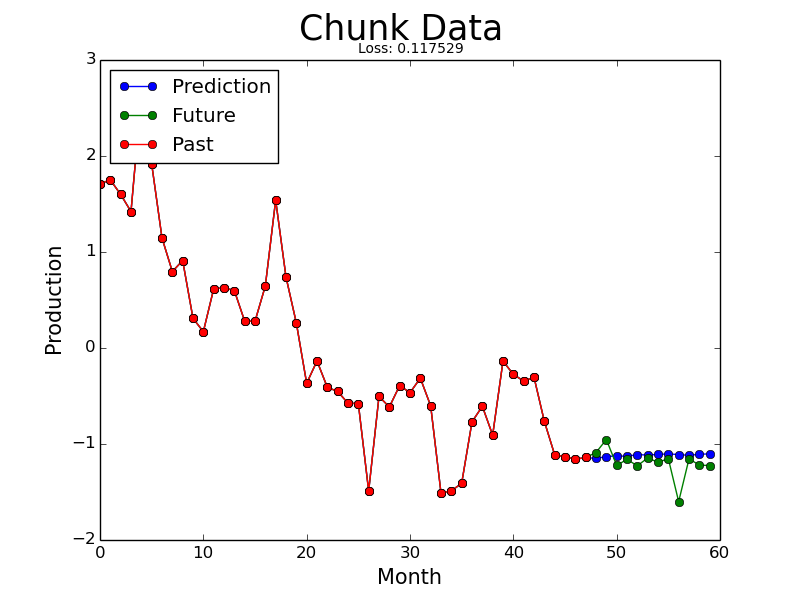 Chunk Data
Loss: 0.117529
Prediction
Future
Past
Production
3
2
1
0
−1
−2
0 10 20 30 40 50 60
Month